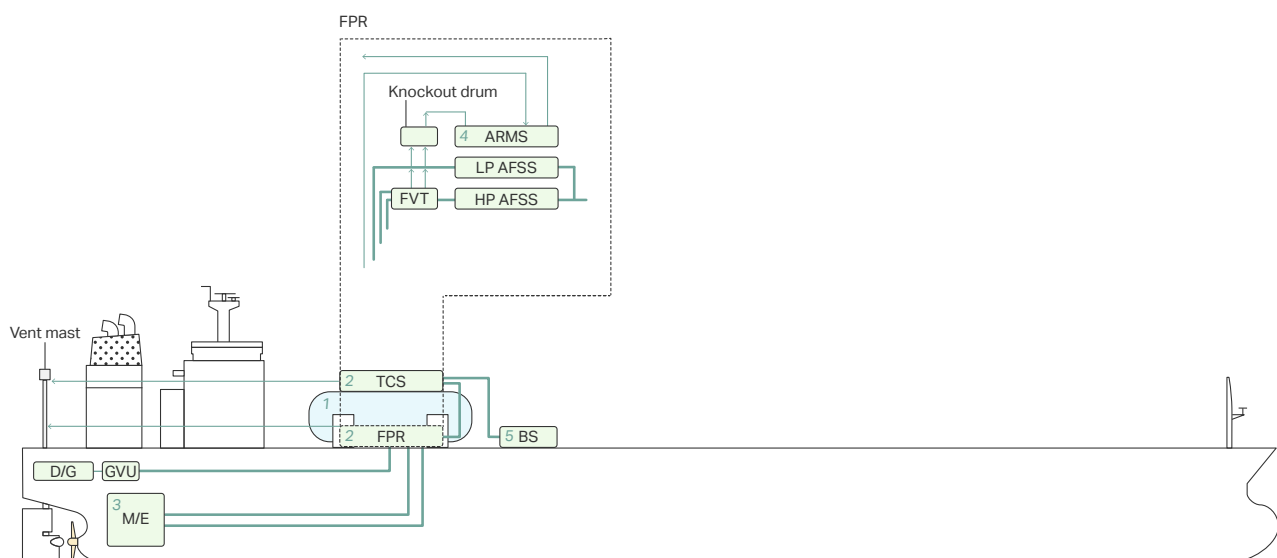 FPR
Knockout drum
4 ARMS
LP AFSS
FVT
HP AFSS
Vent mast
2 TCS
1
2 FPR
5 BS
D/G
GVU
3
M/E